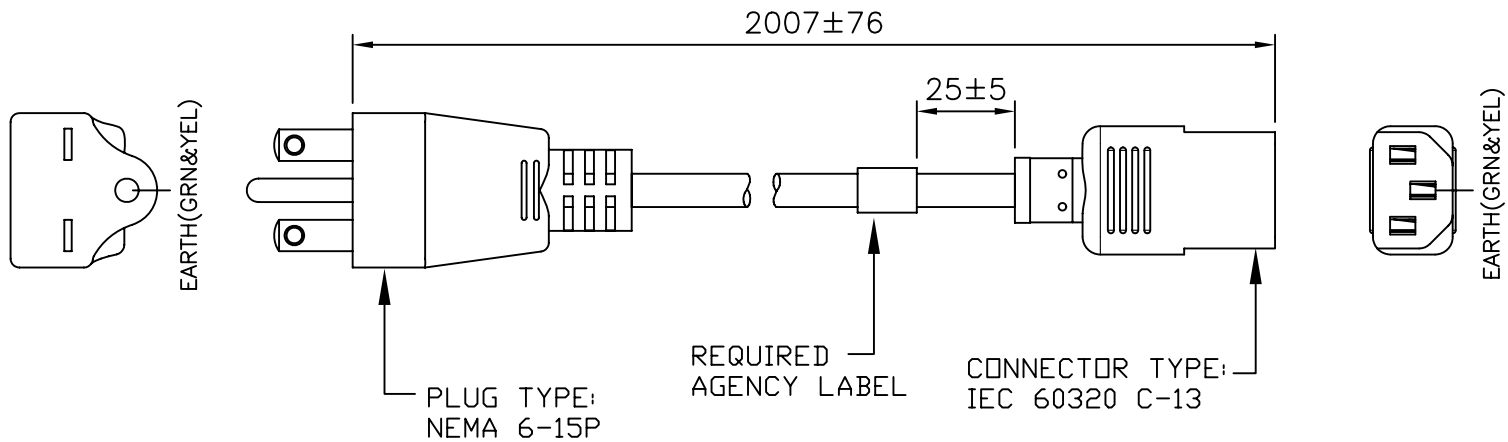 2007±76
25±5
EARTH(GRN&YEL)
EARTH(GRN&YEL)
REQUIRED
AGENCY LABEL
CONNECTOR TYPE:
IEC 60320 C-13
PLUG TYPE:
NEMA 6-15P